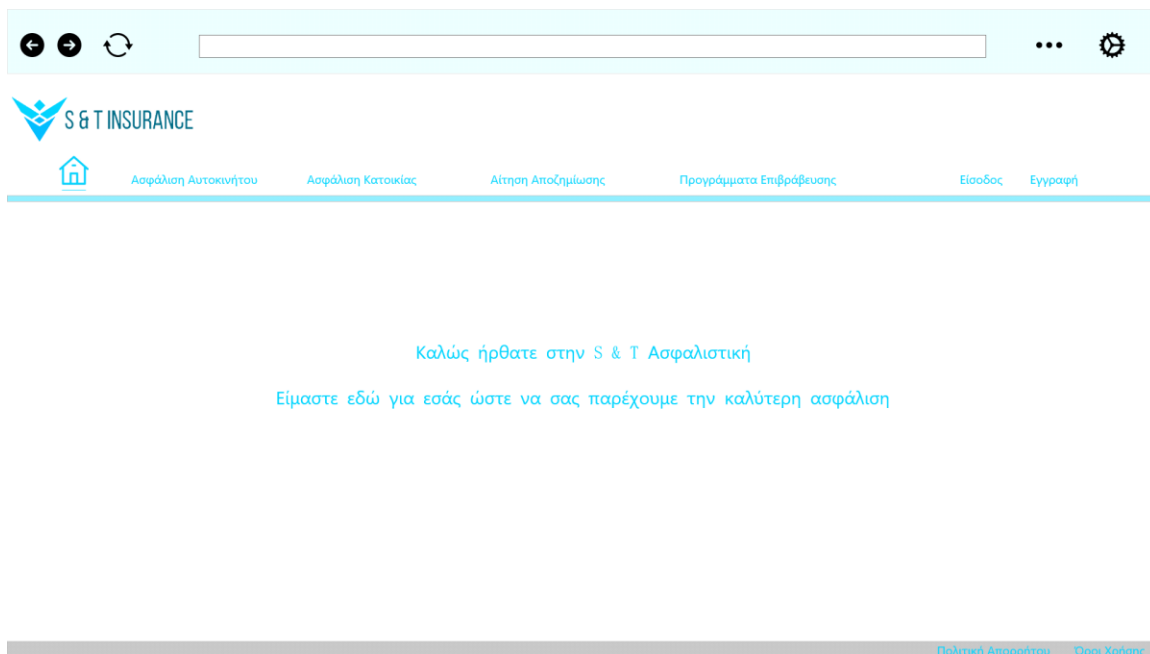 S & T INSURANCE
Ασφάλιση Αυτοκινήτου Ασφάλιση Κατοικίας Αίτηση Αποζημίωσης Προγράμματα Επιβράβευσης Είσοδος Εγγραφή
Καλώς ήρθατε στην S & T Ασφαλιστική
Είμαστε εδώ για εσάς ώστε να σας παρέχουμε την καλύτερη ασφάλιση
Πολιτική Απορρήτου Όροι Χρήσης